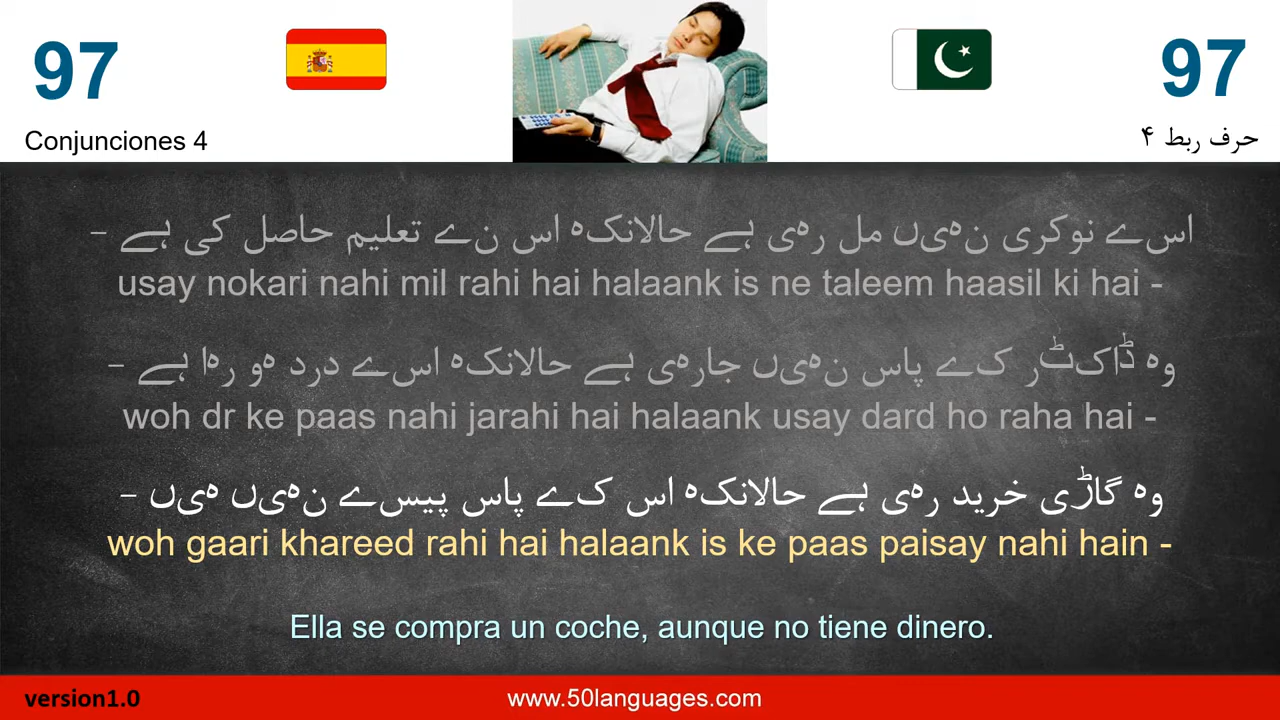 97
97
Conjunciones 4
حرف ربط ۴
اسے نوکری نہیں مل رہی ہے حالانکہ اس نے تعلیم حاصل کی ہے –
usay nokari nahi mil rahi hai halaank is ne taleem haasil ki hai -
وہ ڈاکٹر کے پاس نہیں جارہی ہے حالانکہ اسے درد ہو رہا ہے –
woh dr ke paas nahi jarahi hai halaank usay dard ho raha hai -
وہ گاڑی خرید رہی ہے حالانکہ اس کے پاس پیسے نہیں ہیں –
woh gaari khareed rahi hai halaank is ke paas paisay nahi hain -
Ella se compra un coche, aunque no tiene dinero.
version1.0
www.50languages.com